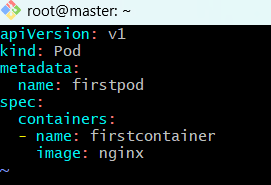 root@master: ~
apiVersion: v1
kind: Pod
metadata:
  name: firstpod
spec:
  containers:
  - name: firstcontainer
    image: nginx
~